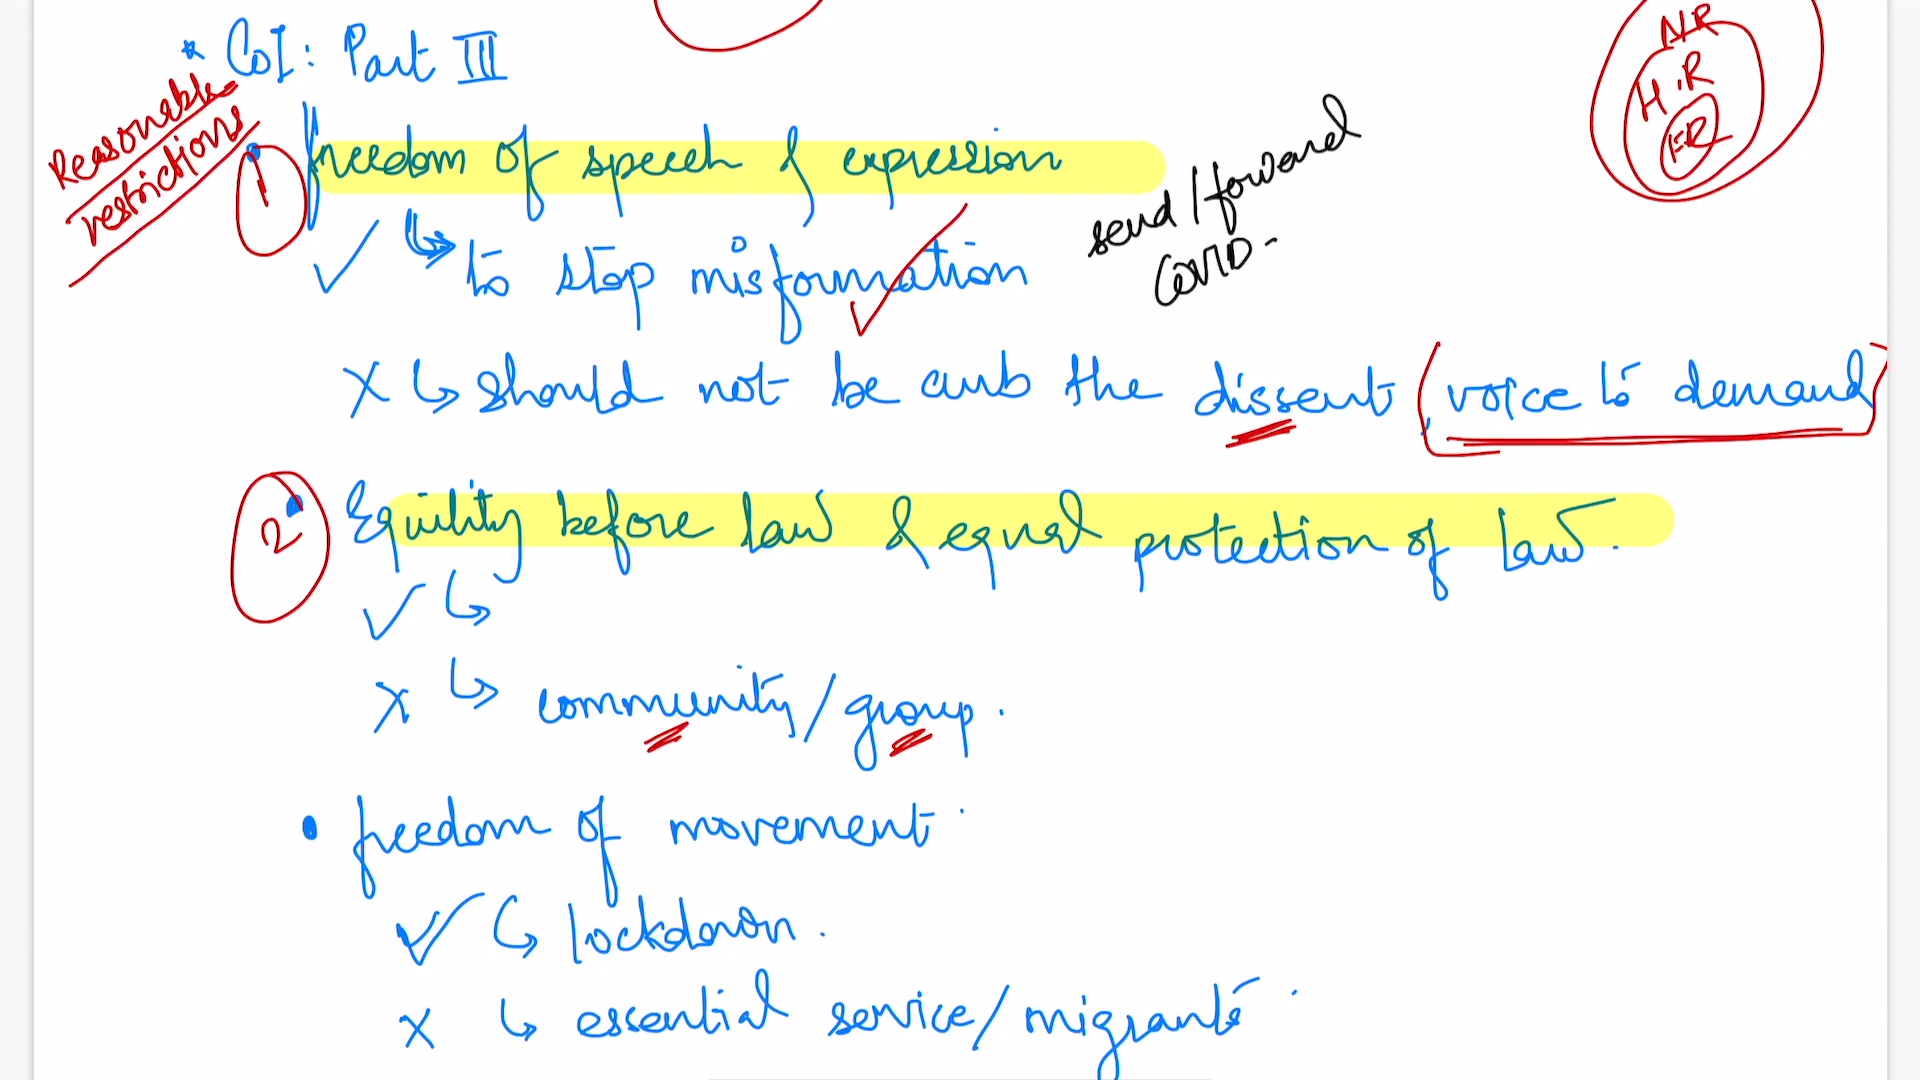 * CoI: Part III
Reasonable
restrictions
NR
H.R
FR
1 freedom of speech & expression
✓ ↳ to stop misformation ✓
send/forward
COVID-
X ↳ should not be curb the dissent (voice to demand)
2 Equility before law & equal protection of law.
✓ ↳
X ↳ community/group.
• freedom of movement
✓ ↳ lockdown.
X ↳ essential service/migrants.